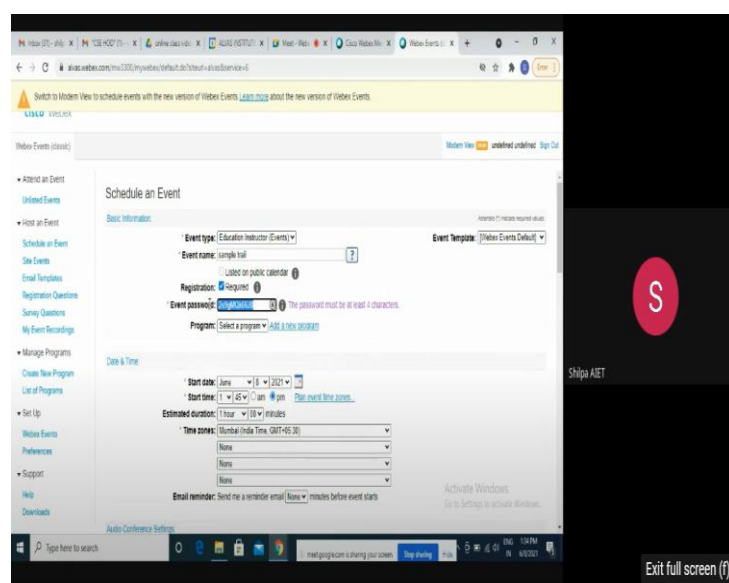 Inbox (31) - shilp
"CSE HOD" (1)
online class vide
ALVAS INSTITUT
Meet - Web
Cisco Webex Me
Webex Events (c
alvas.webex.com/mw3300/mywebex/default.do?siteurl=alvas&service=6
Error
Switch to Modern View to schedule events with the new version of Webex Events. Learn more about the new version of Webex Events.
cisco Webex
Webex Events (classic)
Modern View undefined undefined Sign Out
Attend an Event
Unlisted Events
Host an Event
Schedule an Event
Site Events
Email Templates
Registration Questions
Survey Questions
My Event Recordings
Manage Programs
Create New Program
List of Programs
Set Up
Webex Events
Preferences
Support
Help
Downloads
Schedule an Event
Basic Information
Asterisks (*) indicate required values.
* Event type: Education Instructor (Events)
Event Template: [Webex Events Default]
* Event name: sample trail ?
Listed on public calendar
Registration: Required
* Event password: The password must be at least 4 characters.
Program: Select a program Add a new program
Date & Time
* Start date: June 8 2021
* Start time: 1 45 am pm Plan event time zones...
Estimated duration: 1 hour 00 minutes
* Time zones: Mumbai (India Time, GMT+05:30)
None
None
None
Email reminder: Send me a reminder email None minutes before event starts
Audio Conference Settings
Activate Windows
Go to Settings to activate Windows.
Type here to search
meet.google.com is sharing your screen. Stop sharing Hide
ENG
IN
1:34 PM
6/8/2021
S
Shilpa AIET
Exit full screen (f)